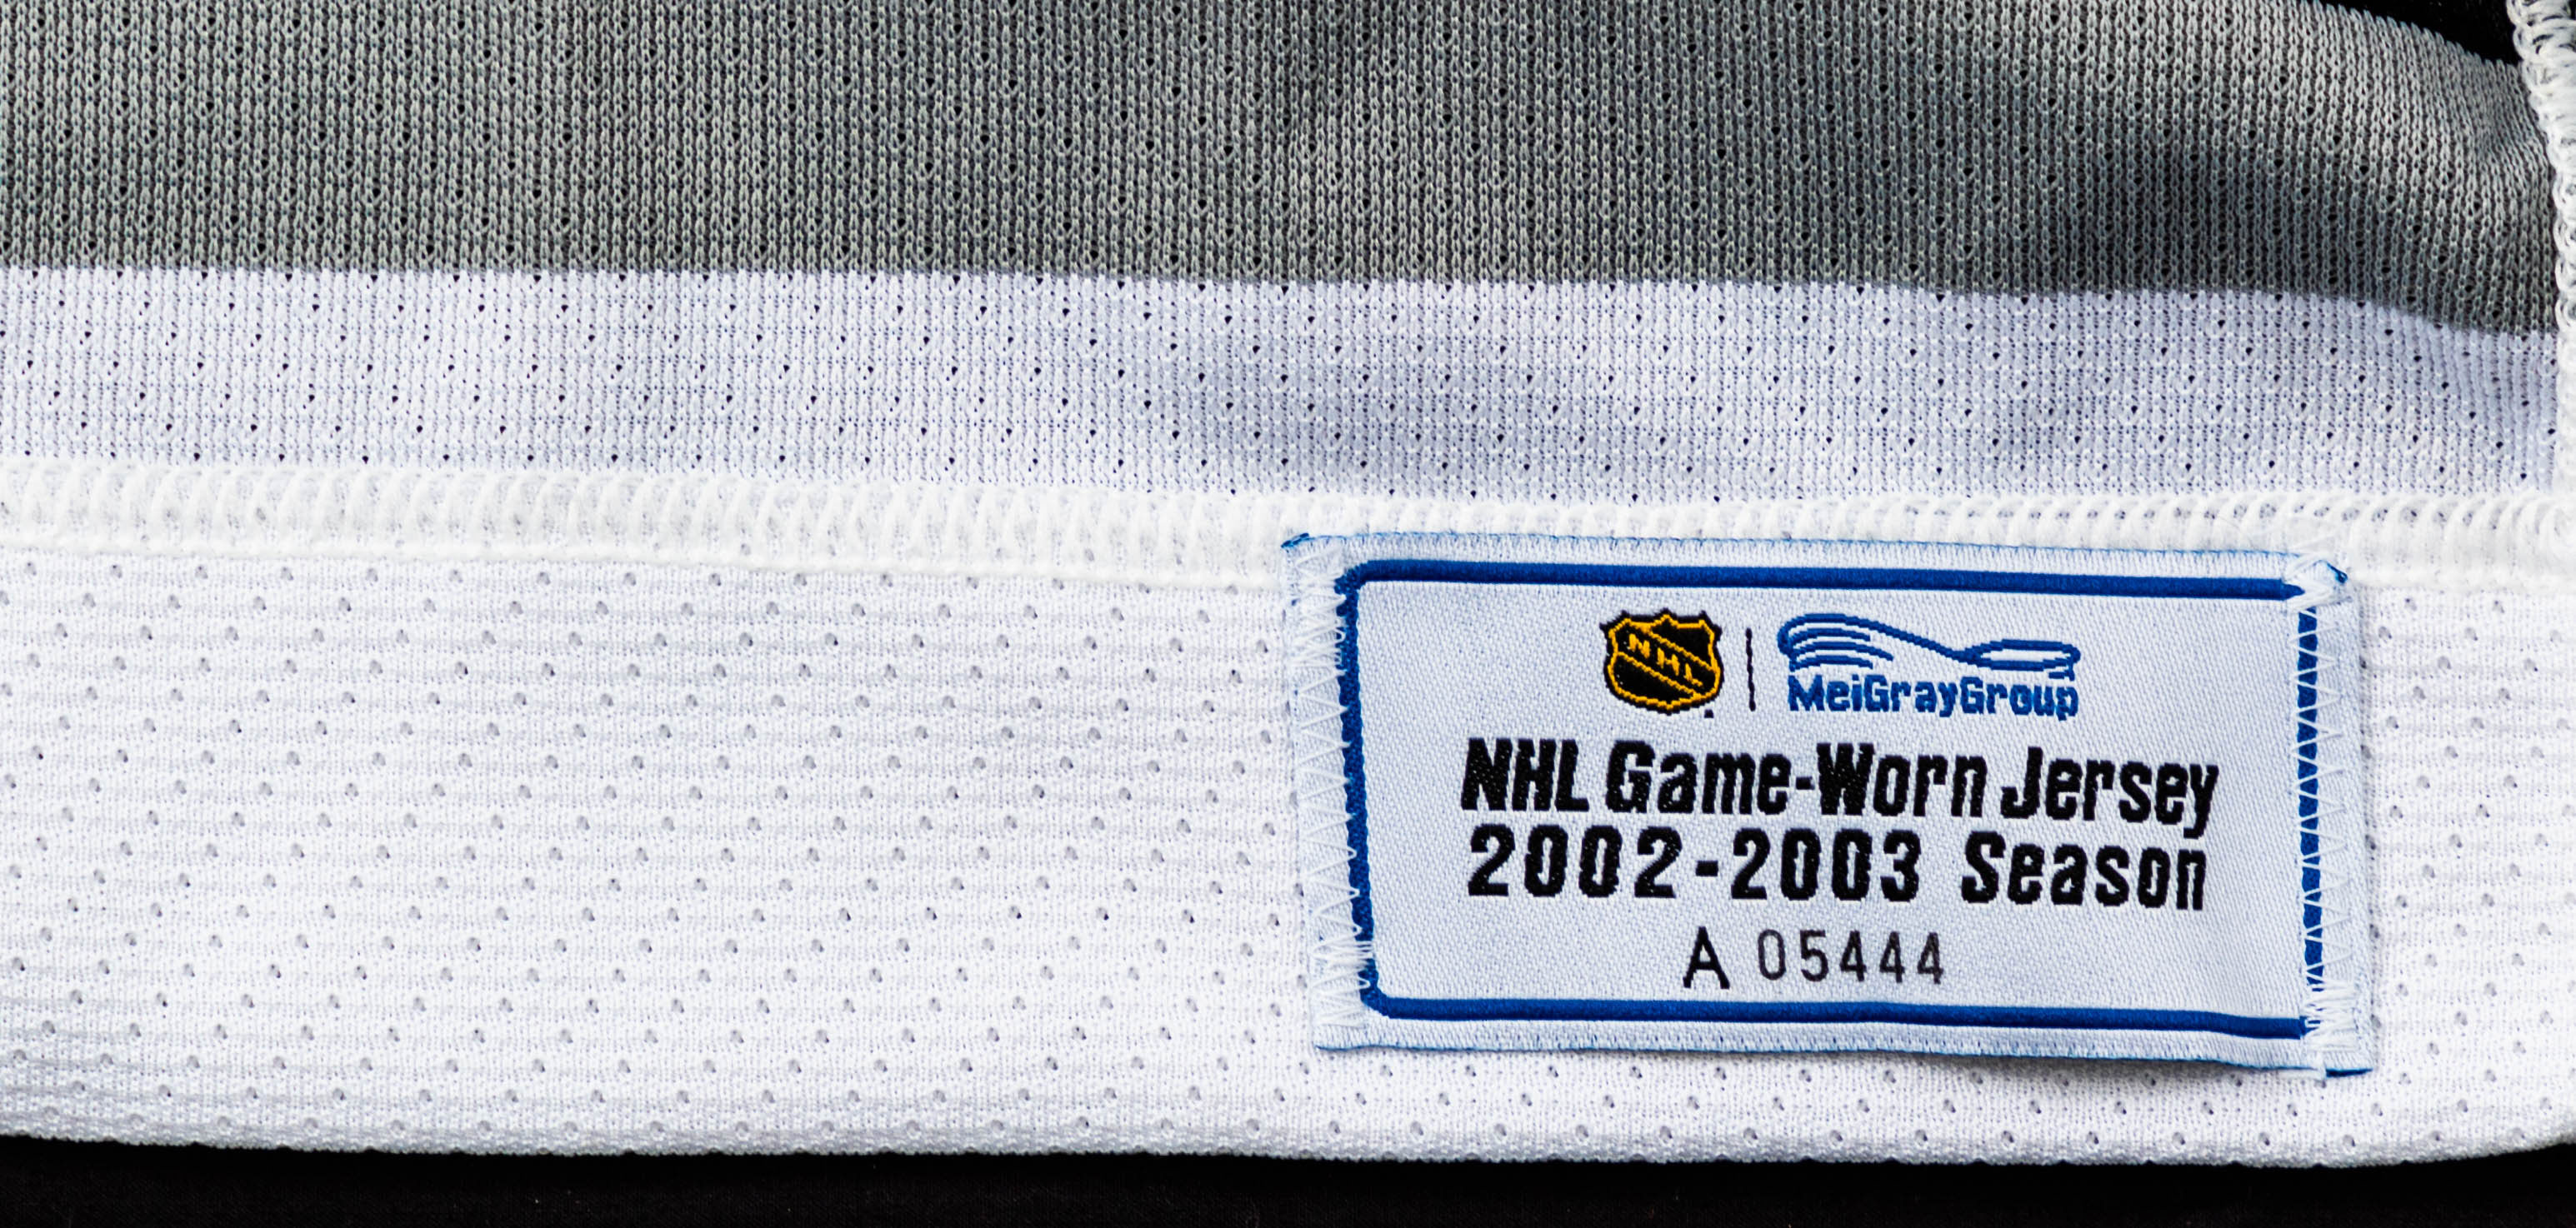 NHL
MeiGrayGroup
NHL Game-Worn Jersey
2002-2003 Season
A 05444